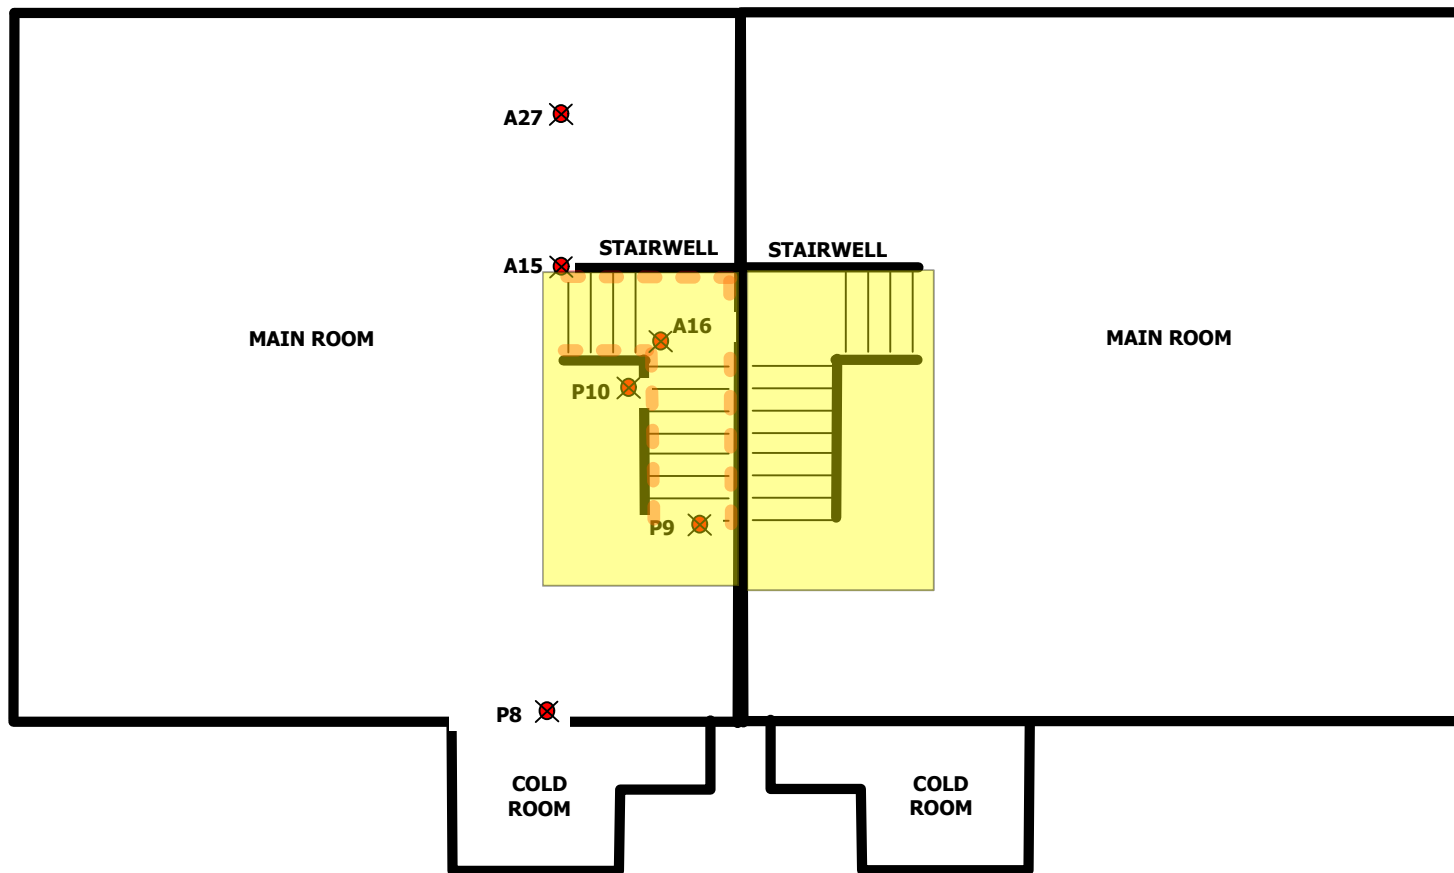 A27
STAIRWELL
STAIRWELL
A15
A16
MAIN ROOM
MAIN ROOM
P10
P9
P8
COLD
ROOM
COLD
ROOM